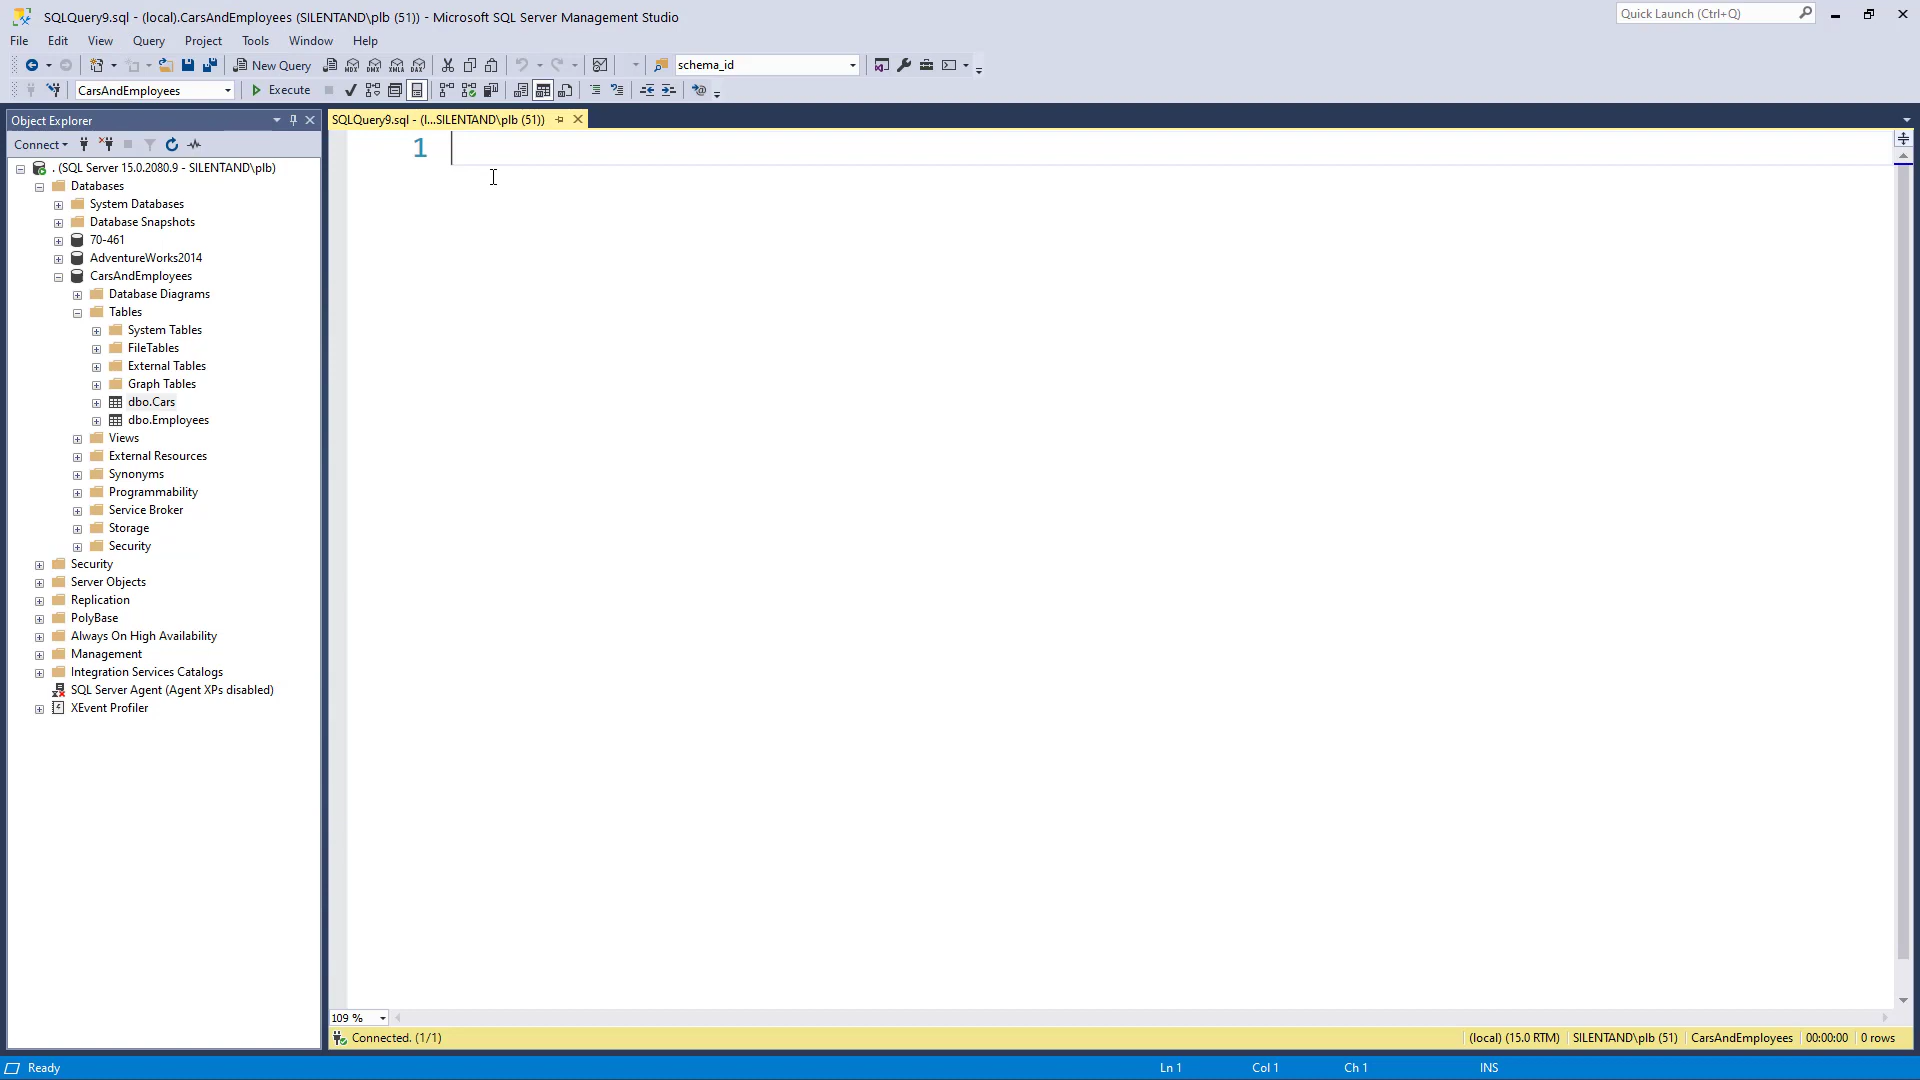 SQLQuery9.sql - (local).CarsAndEmployees (SILENTAND\plb (51)) - Microsoft SQL Server Management Studio
Quick Launch (Ctrl+Q)
File Edit View Query Project Tools Window Help
New Query
MDX DMX XMLA DAX
schema_id
CarsAndEmployees
Execute
Object Explorer
SQLQuery9.sql - (l...SILENTAND\plb (51))
Connect
1
. (SQL Server 15.0.2080.9 - SILENTAND\plb)
Databases
System Databases
Database Snapshots
70-461
AdventureWorks2014
CarsAndEmployees
Database Diagrams
Tables
System Tables
FileTables
External Tables
Graph Tables
dbo.Cars
dbo.Employees
Views
External Resources
Synonyms
Programmability
Service Broker
Storage
Security
Security
Server Objects
Replication
PolyBase
Always On High Availability
Management
Integration Services Catalogs
SQL Server Agent (Agent XPs disabled)
XEvent Profiler
109 %
Connected. (1/1)
(local) (15.0 RTM) SILENTAND\plb (51) CarsAndEmployees 00:00:00 0 rows
Ready
Ln 1 Col 1 Ch 1 INS